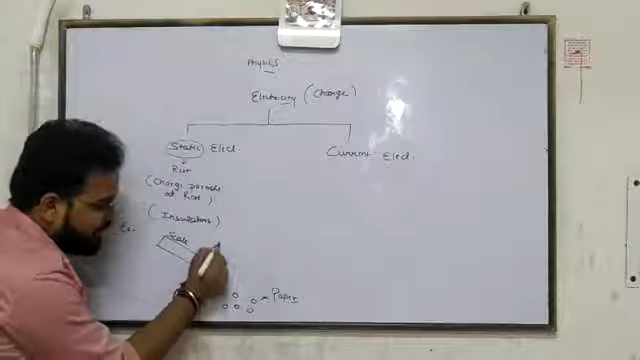 Physics
Electricity (Charge)
Static Elect.
Current Elect.
Rest
(Charge particle
at Rest)
(Insulators)
Ex.
Scale
Paper